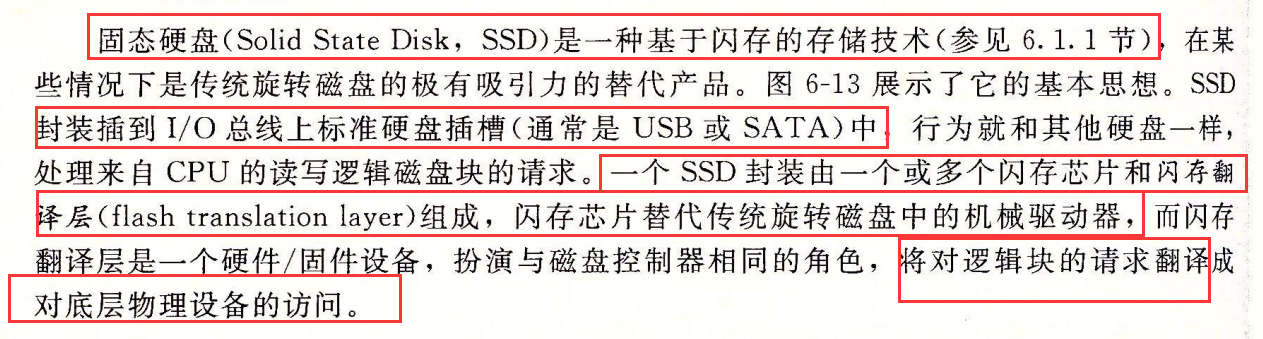 固态硬盘(Solid State Disk，SSD)是一种基于闪存的存储技术(参见 6.1.1 节)，在某
些情况下是传统旋转磁盘的极有吸引力的替代产品。图 6-13 展示了它的基本思想。SSD
封装插到 I/O 总线上标准硬盘插槽(通常是 USB 或 SATA)中，行为就和其他硬盘一样，
处理来自 CPU 的读写逻辑磁盘块的请求。一个 SSD 封装由一个或多个闪存芯片和闪存翻
译层(flash translation layer)组成，闪存芯片替代传统旋转磁盘中的机械驱动器，而闪存
翻译层是一个硬件/固件设备，扮演与磁盘控制器相同的角色，将对逻辑块的请求翻译成
对底层物理设备的访问。